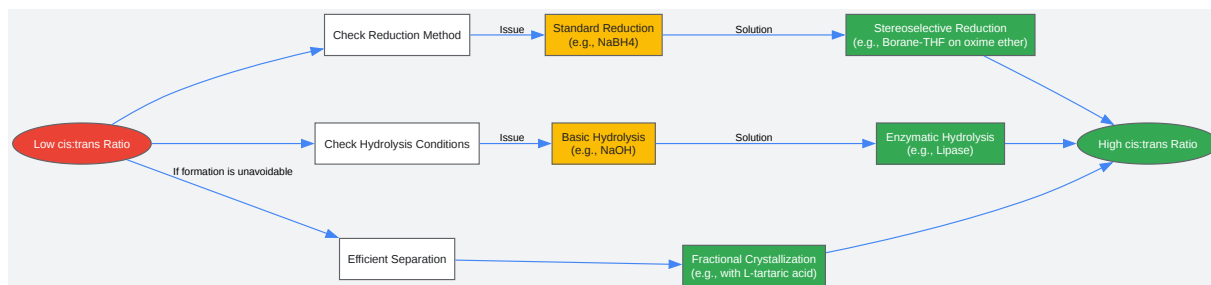 Check Reduction Method
Issue
Standard Reduction
(e.g., NaBH4)
Solution
Stereoselective Reduction
(e.g., Borane-THF on oxime ether)
Low cis:trans Ratio
Check Hydrolysis Conditions
Issue
Basic Hydrolysis
(e.g., NaOH)
Solution
Enzymatic Hydrolysis
(e.g., Lipase)
High cis:trans Ratio
If formation is unavoidable
Efficient Separation
Fractional Crystallization
(e.g., with L-tartaric acid)